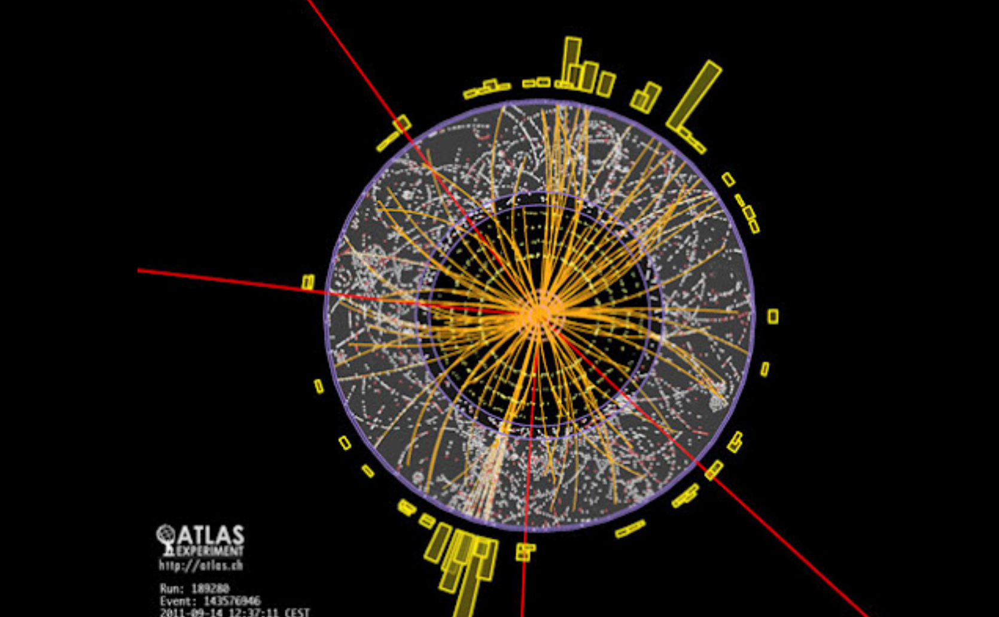 ATLAS
EXPERIMENT
http://atlas.ch
Run: 189280
Event: 143576946
2011-09-14 12:37:11 CEST